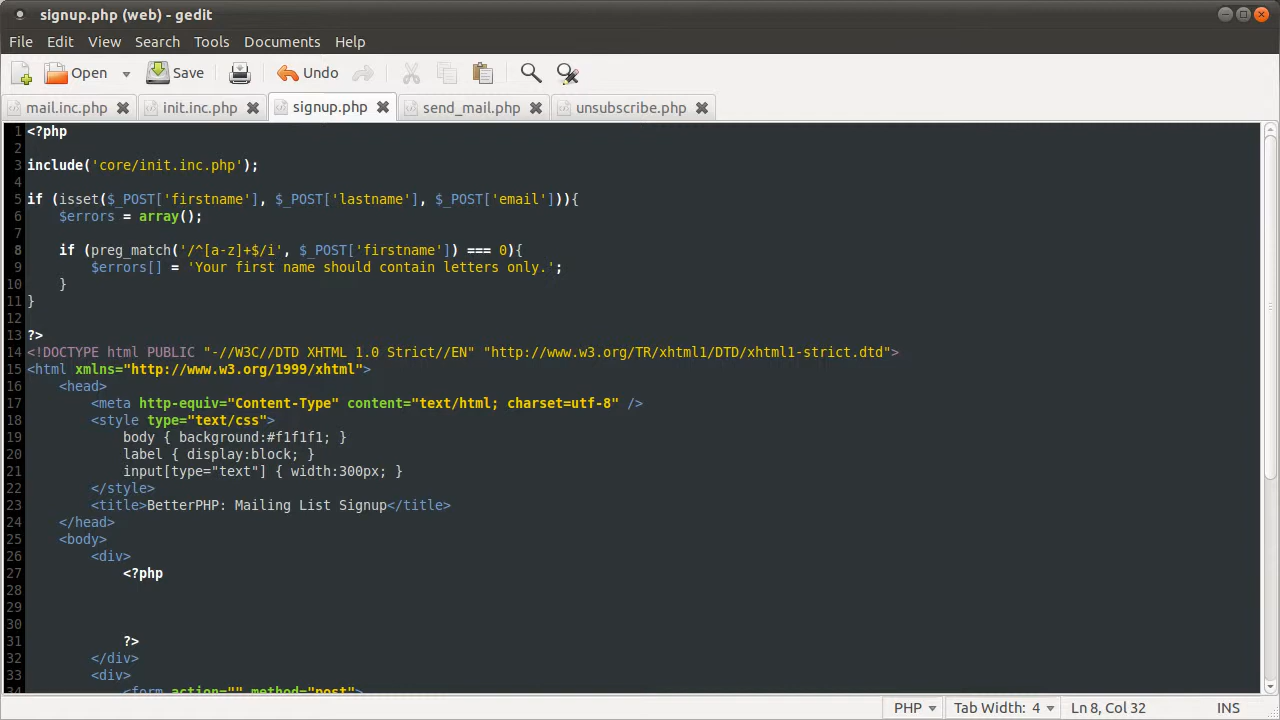 signup.php (web) - gedit
File Edit View Search Tools Documents Help
Open Save Undo
mail.inc.php init.inc.php signup.php send_mail.php unsubscribe.php
1 <?php
2
3 include('core/init.inc.php');
4
5 if (isset($_POST['firstname'], $_POST['lastname'], $_POST['email'])){
6     $errors = array();
7
8     if (preg_match('/^[a-z]+$/i', $_POST['firstname']) === 0){
9         $errors[] = 'Your first name should contain letters only.';
10     }
11 }
12
13 ?>
14 <!DOCTYPE html PUBLIC "-//W3C//DTD XHTML 1.0 Strict//EN" "http://www.w3.org/TR/xhtml1/DTD/xhtml1-strict.dtd">
15 <html xmlns="http://www.w3.org/1999/xhtml">
16     <head>
17         <meta http-equiv="Content-Type" content="text/html; charset=utf-8" />
18         <style type="text/css">
19             body { background:#f1f1f1; }
20             label { display:block; }
21             input[type="text"] { width:300px; }
22         </style>
23         <title>BetterPHP: Mailing List Signup</title>
24     </head>
25     <body>
26         <div>
27             <?php
28
29
30
31             ?>
32         </div>
33         <div>
34             <form action="" method="post">
PHP Tab Width: 4 Ln 8, Col 32 INS